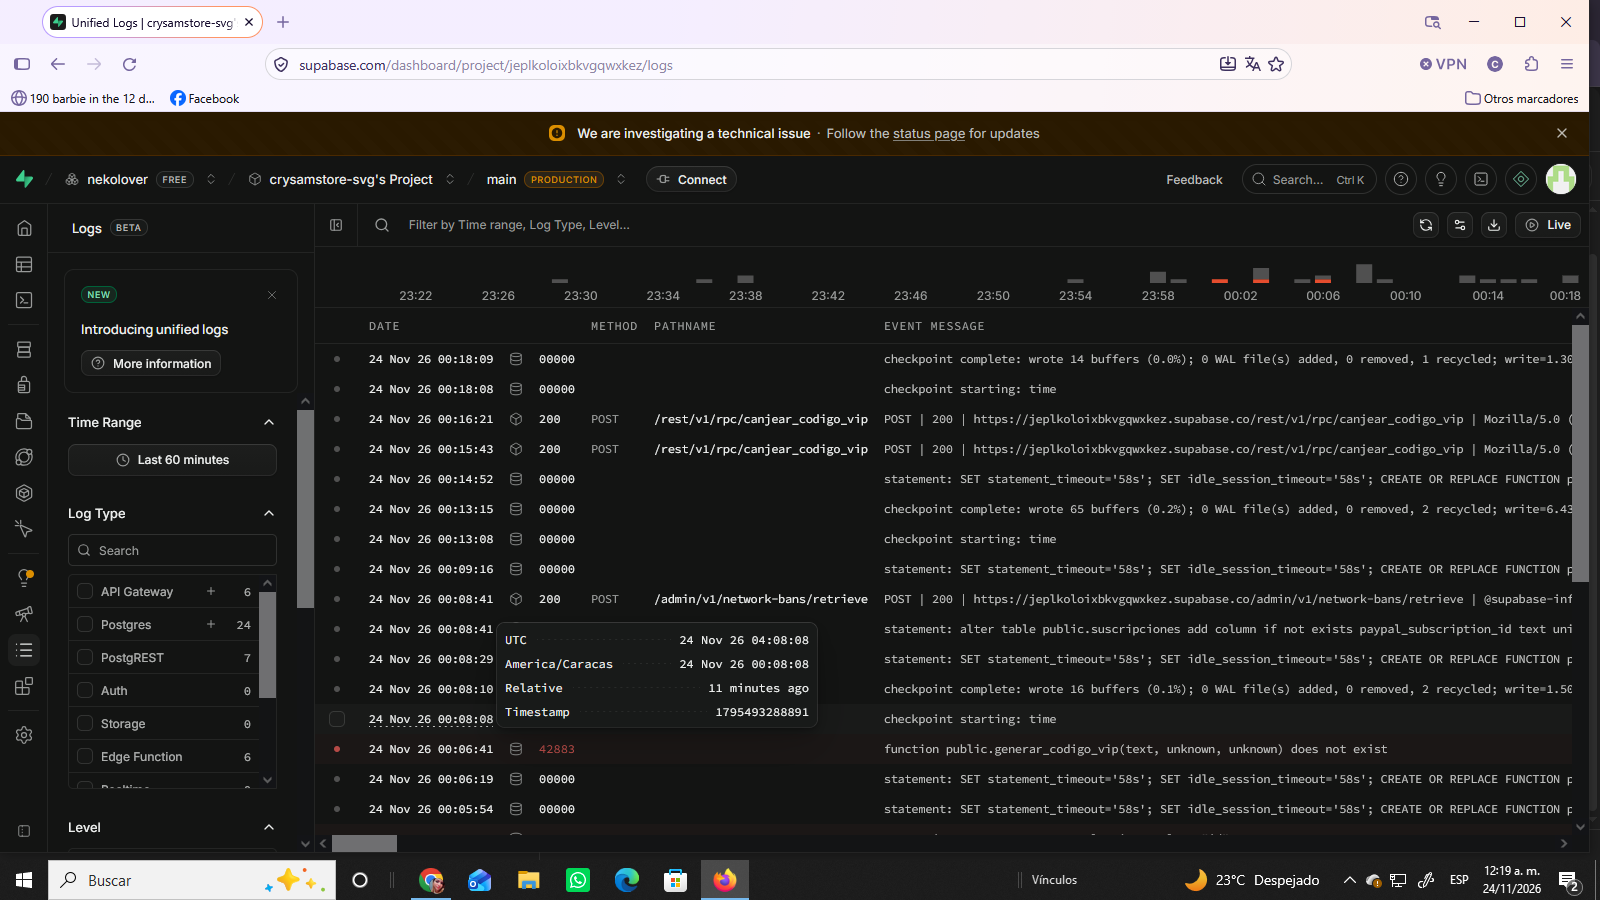 Unified Logs | crysamstore-svg'
supabase.com/dashboard/project/jeplkoloixbkvgqwxkez/logs
VPN
C
190 barbie in the 12 d...
Facebook
Otros marcadores
We are investigating a technical issue · Follow the status page for updates
nekolover FREE
crysamstore-svg's Project
main PRODUCTION
Connect
Feedback
Search... Ctrl K
Logs BETA
Filter by Time range, Log Type, Level...
Live
NEW
Introducing unified logs
More information
Time Range
Last 60 minutes
Log Type
Search
API Gateway 6
Postgres 24
PostgREST 7
Auth 0
Storage 0
Edge Function 6
Level
23:22 23:26 23:30 23:34 23:38 23:42 23:46 23:50 23:54 23:58 00:02 00:06 00:10 00:14 00:18
DATE METHOD PATHNAME EVENT MESSAGE
24 Nov 26 00:18:09 00000 checkpoint complete: wrote 14 buffers (0.0%); 0 WAL file(s) added, 0 removed, 1 recycled; write=1.30
24 Nov 26 00:18:08 00000 checkpoint starting: time
24 Nov 26 00:16:21 200 POST /rest/v1/rpc/canjear_codigo_vip POST | 200 | https://jeplkoloixbkvgqwxkez.supabase.co/rest/v1/rpc/canjear_codigo_vip | Mozilla/5.0 (
24 Nov 26 00:15:43 200 POST /rest/v1/rpc/canjear_codigo_vip POST | 200 | https://jeplkoloixbkvgqwxkez.supabase.co/rest/v1/rpc/canjear_codigo_vip | Mozilla/5.0 (
24 Nov 26 00:14:52 00000 statement: SET statement_timeout='58s'; SET idle_session_timeout='58s'; CREATE OR REPLACE FUNCTION p
24 Nov 26 00:13:15 00000 checkpoint complete: wrote 65 buffers (0.2%); 0 WAL file(s) added, 0 removed, 2 recycled; write=6.43
24 Nov 26 00:13:08 00000 checkpoint starting: time
24 Nov 26 00:09:16 00000 statement: SET statement_timeout='58s'; SET idle_session_timeout='58s'; CREATE OR REPLACE FUNCTION p
24 Nov 26 00:08:41 200 POST /admin/v1/network-bans/retrieve POST | 200 | https://jeplkoloixbkvgqwxkez.supabase.co/admin/v1/network-bans/retrieve | @supabase-inf
24 Nov 26 00:08:41 statement: alter table public.suscripciones add column if not exists paypal_subscription_id text uni
24 Nov 26 00:08:29 statement: SET statement_timeout='58s'; SET idle_session_timeout='58s'; CREATE OR REPLACE FUNCTION p
24 Nov 26 00:08:10 checkpoint complete: wrote 16 buffers (0.1%); 0 WAL file(s) added, 0 removed, 2 recycled; write=1.50
24 Nov 26 00:08:08 checkpoint starting: time
24 Nov 26 00:06:41 42883 function public.generar_codigo_vip(text, unknown, unknown) does not exist
24 Nov 26 00:06:19 00000 statement: SET statement_timeout='58s'; SET idle_session_timeout='58s'; CREATE OR REPLACE FUNCTION p
24 Nov 26 00:05:54 00000 statement: SET statement_timeout='58s'; SET idle_session_timeout='58s'; CREATE OR REPLACE FUNCTION p
UTC 24 Nov 26 04:08:08
America/Caracas 24 Nov 26 00:08:08
Relative 11 minutes ago
Timestamp 1795493288891
Buscar
Vínculos
23°C Despejado
ESP
12:19 a. m.
24/11/2026
2